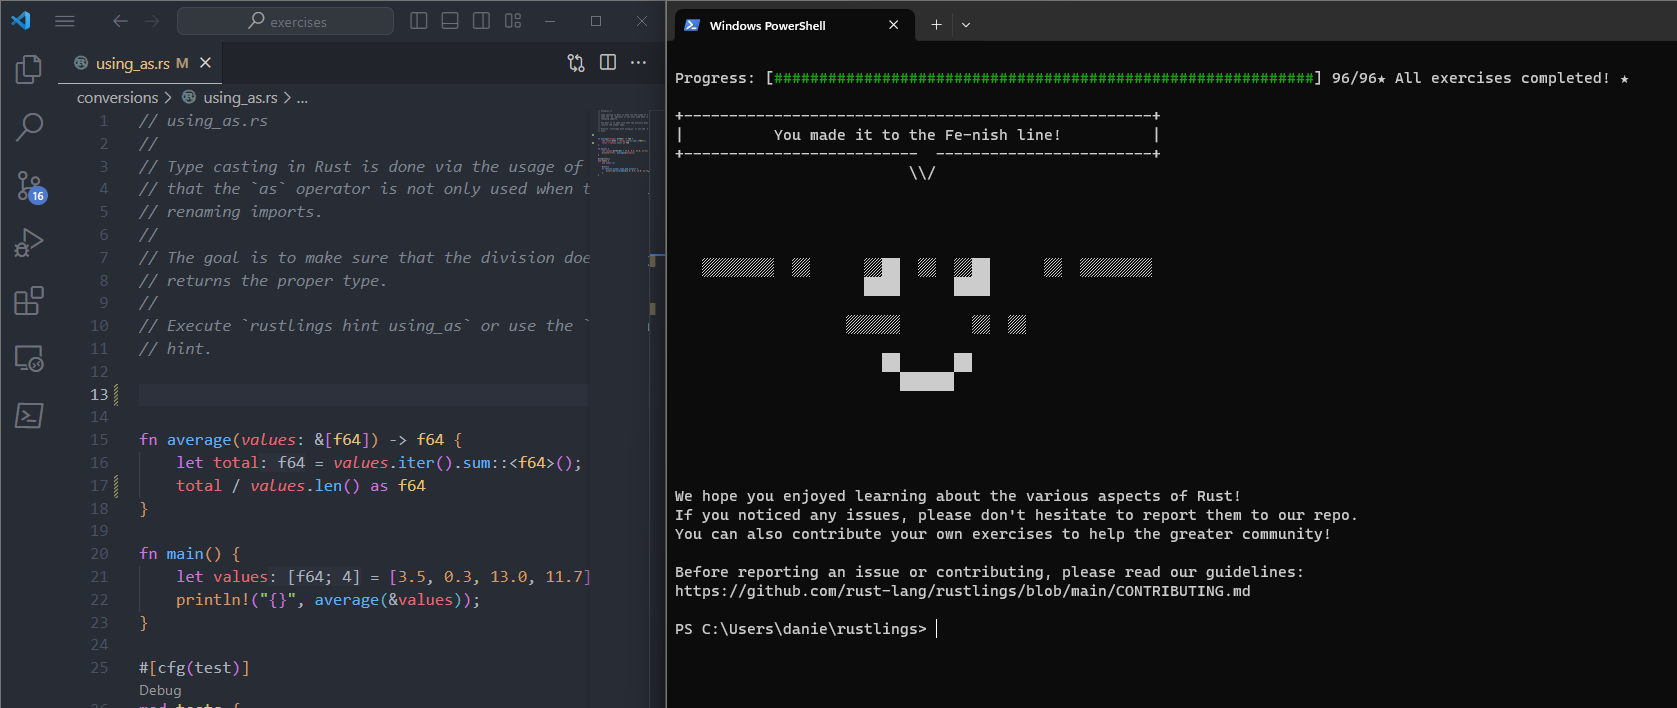 exercises
using_as.rs M
conversions > using_as.rs > ...
1 // using_as.rs
2 //
3 // Type casting in Rust is done via the usage of
4 // that the `as` operator is not only used when t
5 // renaming imports.
6 //
7 // The goal is to make sure that the division doe
8 // returns the proper type.
9 //
10 // Execute `rustlings hint using_as` or use the `
11 // hint.
12
13
14
15 fn average(values: &[f64]) -> f64 {
16 let total: f64 = values.iter().sum::<f64>();
17 total / values.len() as f64
18 }
19
20 fn main() {
21 let values: [f64; 4] = [3.5, 0.3, 13.0, 11.7]
22 println!("{}", average(&values));
23 }
24
25 #[cfg(test)]
Debug
16
Windows PowerShell
Progress: [############################################################] 96/96★ All exercises completed! ★
+----------------------------------------------------+
| You made it to the Fe-nish line! |
+-------------------------- ------------------------+
\\/
We hope you enjoyed learning about the various aspects of Rust!
If you noticed any issues, please don't hesitate to report them to our repo.
You can also contribute your own exercises to help the greater community!
Before reporting an issue or contributing, please read our guidelines:
https://github.com/rust-lang/rustlings/blob/main/CONTRIBUTING.md
PS C:\Users\danie\rustlings>